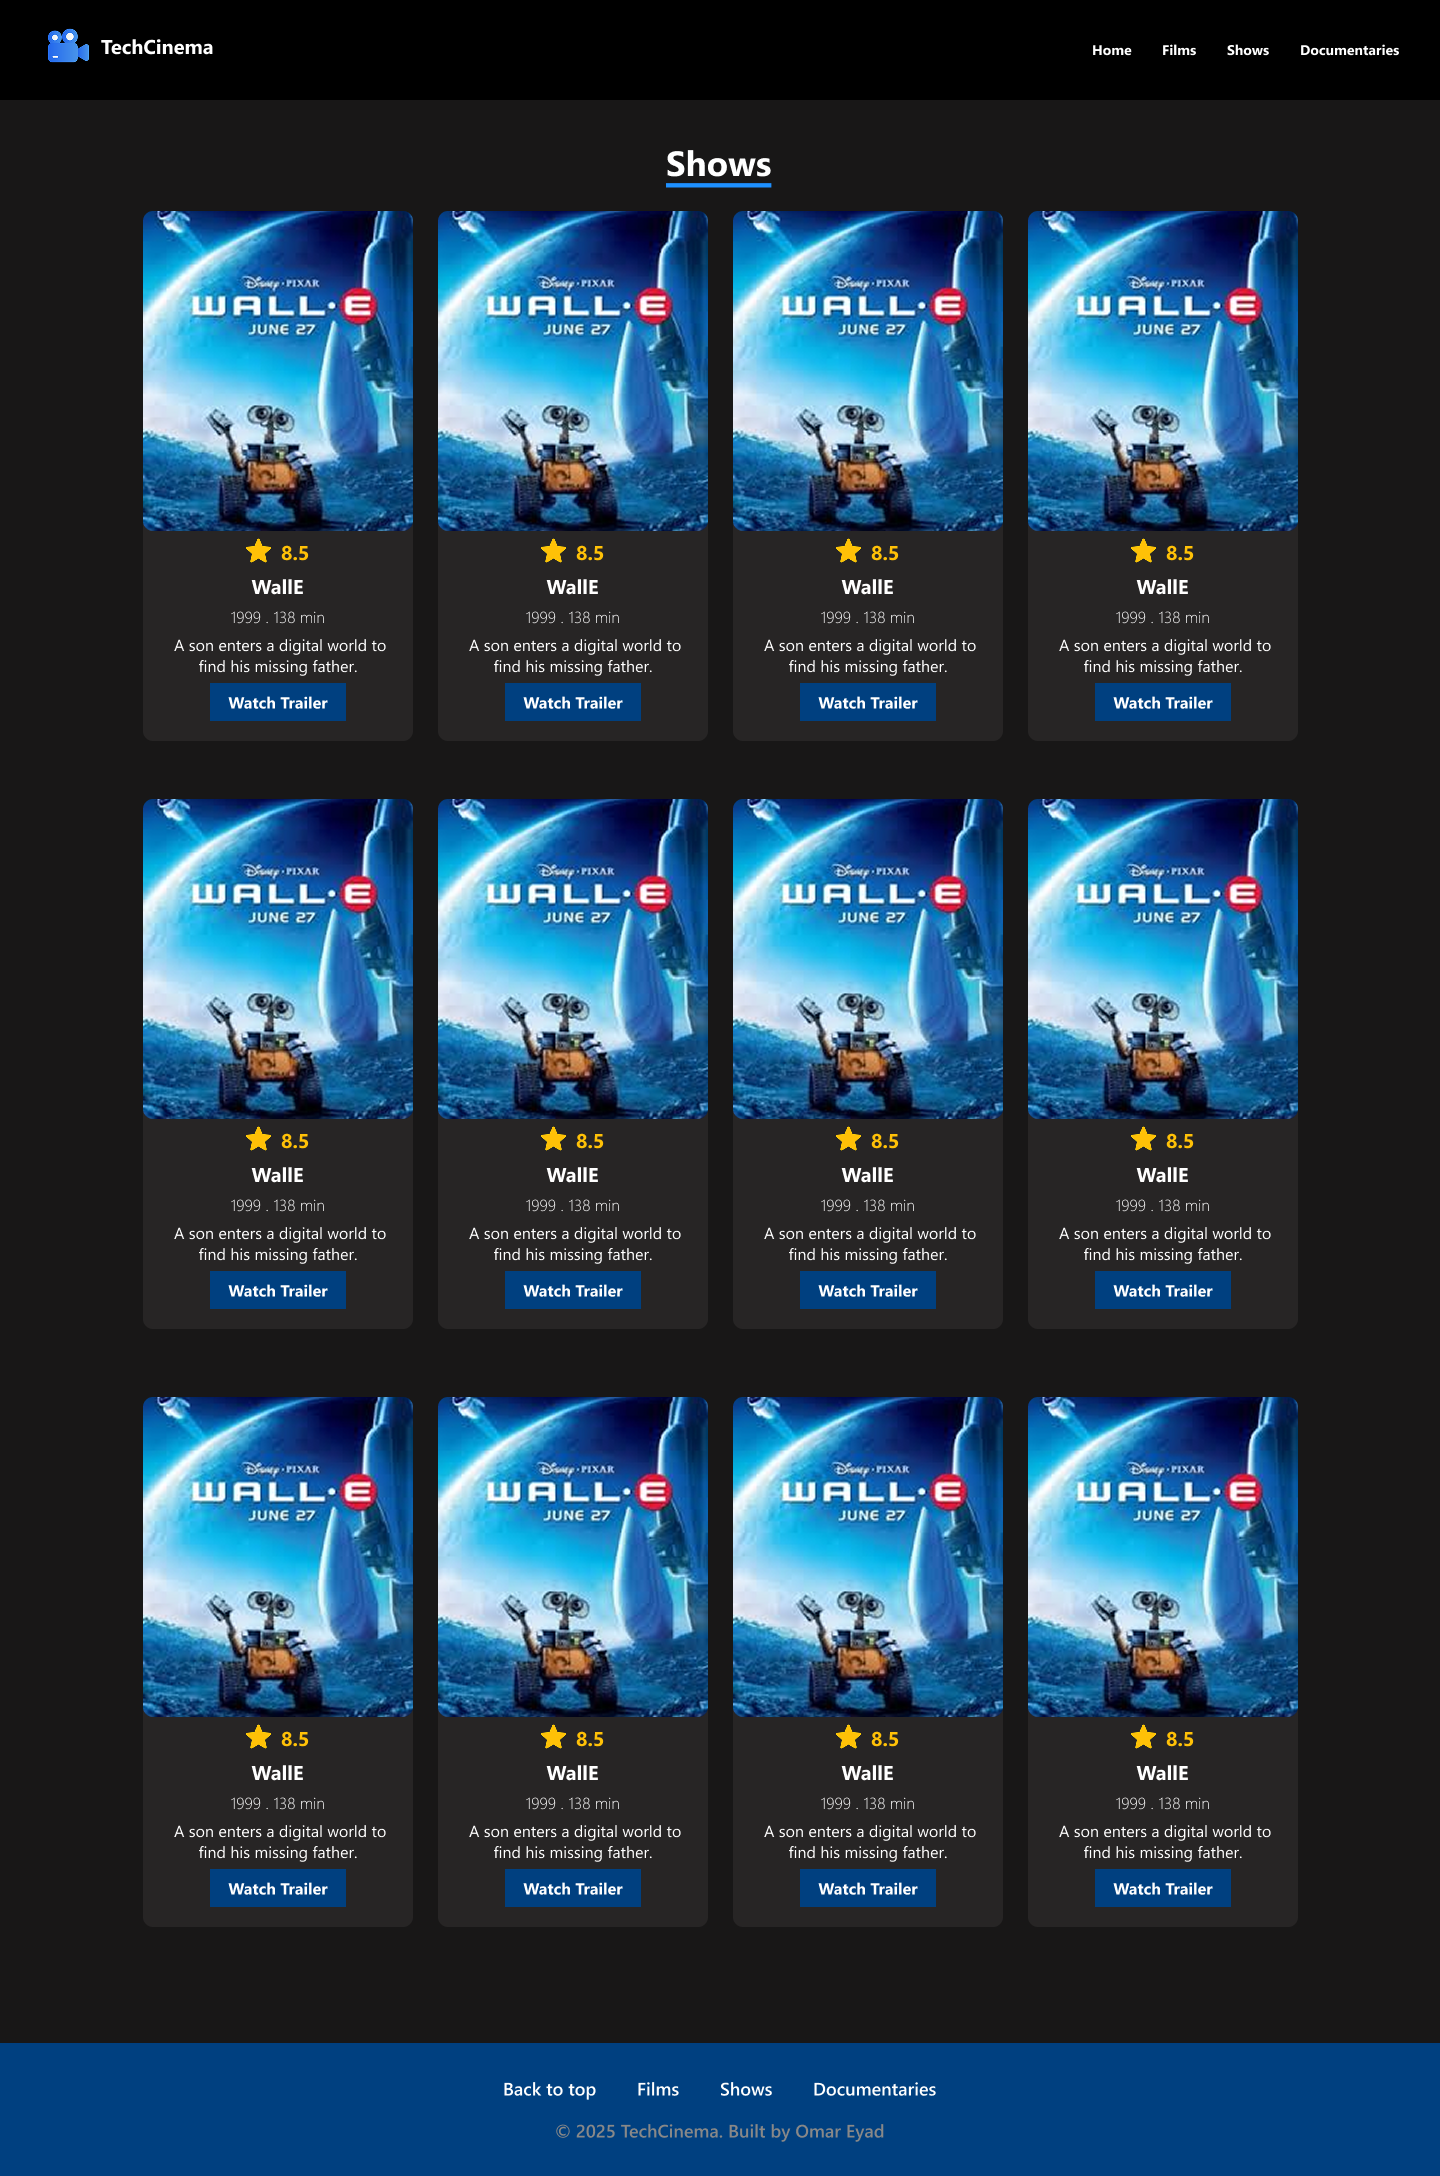 TechCinema
Home Films Shows Documentaries
Shows
Disney · PIXAR Disney · PIXAR Disney · PIXAR Disney · PIXAR
WALL·E WALL·E WALL·E WALL·E
JUNE 27 JUNE 27 JUNE 27 JUNE 27
8.5 8.5 8.5 8.5
WallE WallE WallE WallE
1999 . 138 min 1999 . 138 min 1999 . 138 min 1999 . 138 min
A son enters a digital world to A son enters a digital world to A son enters a digital world to A son enters a digital world to
find his missing father. find his missing father. find his missing father. find his missing father.
Watch Trailer Watch Trailer Watch Trailer Watch Trailer
Disney · PIXAR Disney · PIXAR Disney · PIXAR Disney · PIXAR
WALL·E WALL·E WALL·E WALL·E
JUNE 27 JUNE 27 JUNE 27 JUNE 27
8.5 8.5 8.5 8.5
WallE WallE WallE WallE
1999 . 138 min 1999 . 138 min 1999 . 138 min 1999 . 138 min
A son enters a digital world to A son enters a digital world to A son enters a digital world to A son enters a digital world to
find his missing father. find his missing father. find his missing father. find his missing father.
Watch Trailer Watch Trailer Watch Trailer Watch Trailer
Disney · PIXAR Disney · PIXAR Disney · PIXAR Disney · PIXAR
WALL·E WALL·E WALL·E WALL·E
JUNE 27 JUNE 27 JUNE 27 JUNE 27
8.5 8.5 8.5 8.5
WallE WallE WallE WallE
1999 . 138 min 1999 . 138 min 1999 . 138 min 1999 . 138 min
A son enters a digital world to A son enters a digital world to A son enters a digital world to A son enters a digital world to
find his missing father. find his missing father. find his missing father. find his missing father.
Watch Trailer Watch Trailer Watch Trailer Watch Trailer
Back to top Films Shows Documentaries
© 2025 TechCinema. Built by Omar Eyad